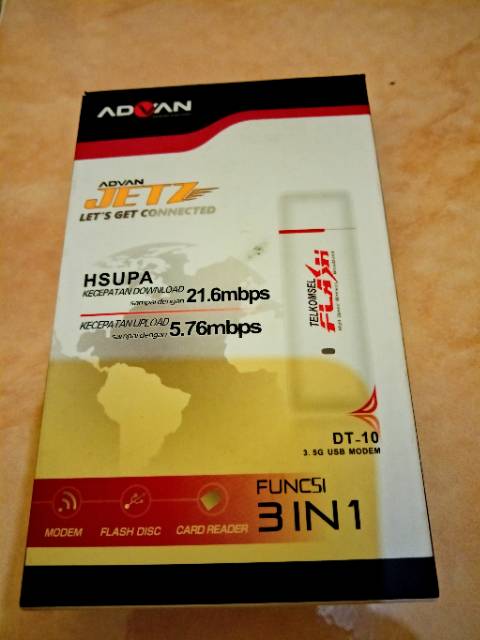 ADVAN
ADVAN
JETZ
LET'S GET CONNECTED
HSUPA
KECEPATAN DOWNLOAD
sampai dengan 21.6mbps
KECEPATAN UPLOAD
sampai dengan 5.76mbps
TELKOMSEL
FLASH
DT-10
3.5G USB MODEM
MODEM
FLASH DISC
CARD READER
FUNCSI
3 IN 1